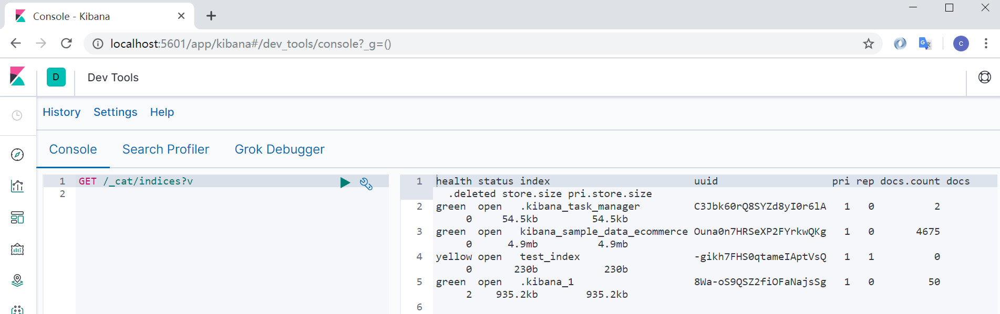 Console - Kibana
localhost:5601/app/kibana#/dev_tools/console?_g=()
C
D
Dev Tools
History Settings Help
Console Search Profiler Grok Debugger
1 GET /_cat/indices?v
2
1 health status index uuid pri rep docs.count docs
.deleted store.size pri.store.size
2 green open .kibana_task_manager C3Jbk60rQ8SYZd8yI0r6lA 1 0 2
0 54.5kb 54.5kb
3 green open kibana_sample_data_ecommerce Ouna0n7HRSeXP2FYrkwQKg 1 0 4675
0 4.9mb 4.9mb
4 yellow open test_index -gikh7FHS0qtameIAptVsQ 1 1 0
0 230b 230b
5 green open .kibana_1 8Wa-oS9QSZ2fiOFaNajsSg 1 0 50
2 935.2kb 935.2kb
6